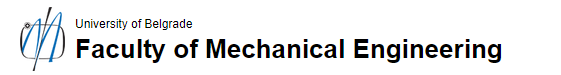 University of Belgrade
Faculty of Mechanical Engineering